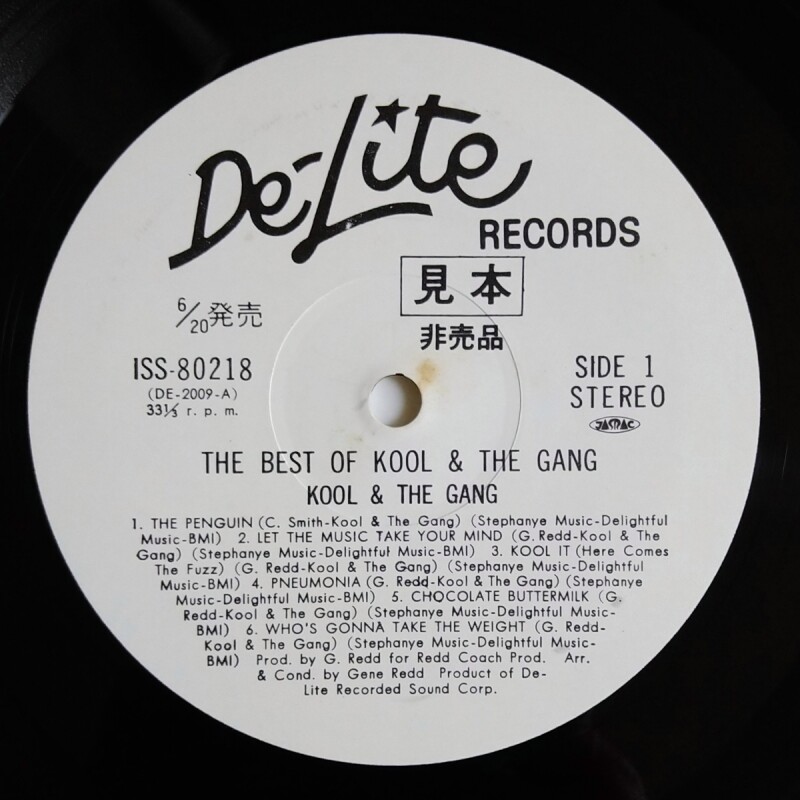 De-Lite
RECORDS
見本
非売品
6/20発売
ISS-80218
(DE-2009-A)
33⅓ r. p. m.
SIDE 1
STEREO
JASRAC
THE BEST OF KOOL & THE GANG
KOOL & THE GANG
1. THE PENGUIN (C. Smith-Kool & The Gang) (Stephanye Music-Delightful
Music-BMI) 2. LET THE MUSIC TAKE YOUR MIND (G. Redd-Kool & The
Gang) (Stephanye Music-Delightful Music-BMI) 3. KOOL IT (Here Comes
The Fuzz) (G. Redd-Kool & The Gang) (Stephanye Music-Delightful
Music-BMI) 4. PNEUMONIA (G. Redd-Kool & The Gang) (Stephanye
Music-Delightful Music-BMI) 5. CHOCOLATE BUTTERMILK (G.
Redd-Kool & The Gang) (Stephanye Music-Delightful Music-
BMI) 6. WHO'S GONNA TAKE THE WEIGHT (G. Redd-
Kool & The Gang) (Stephanye Music-Delightful Music-
BMI) Prod. by G. Redd for Redd Coach Prod. Arr.
& Cond. by Gene Redd Product of De-
Lite Recorded Sound Corp.